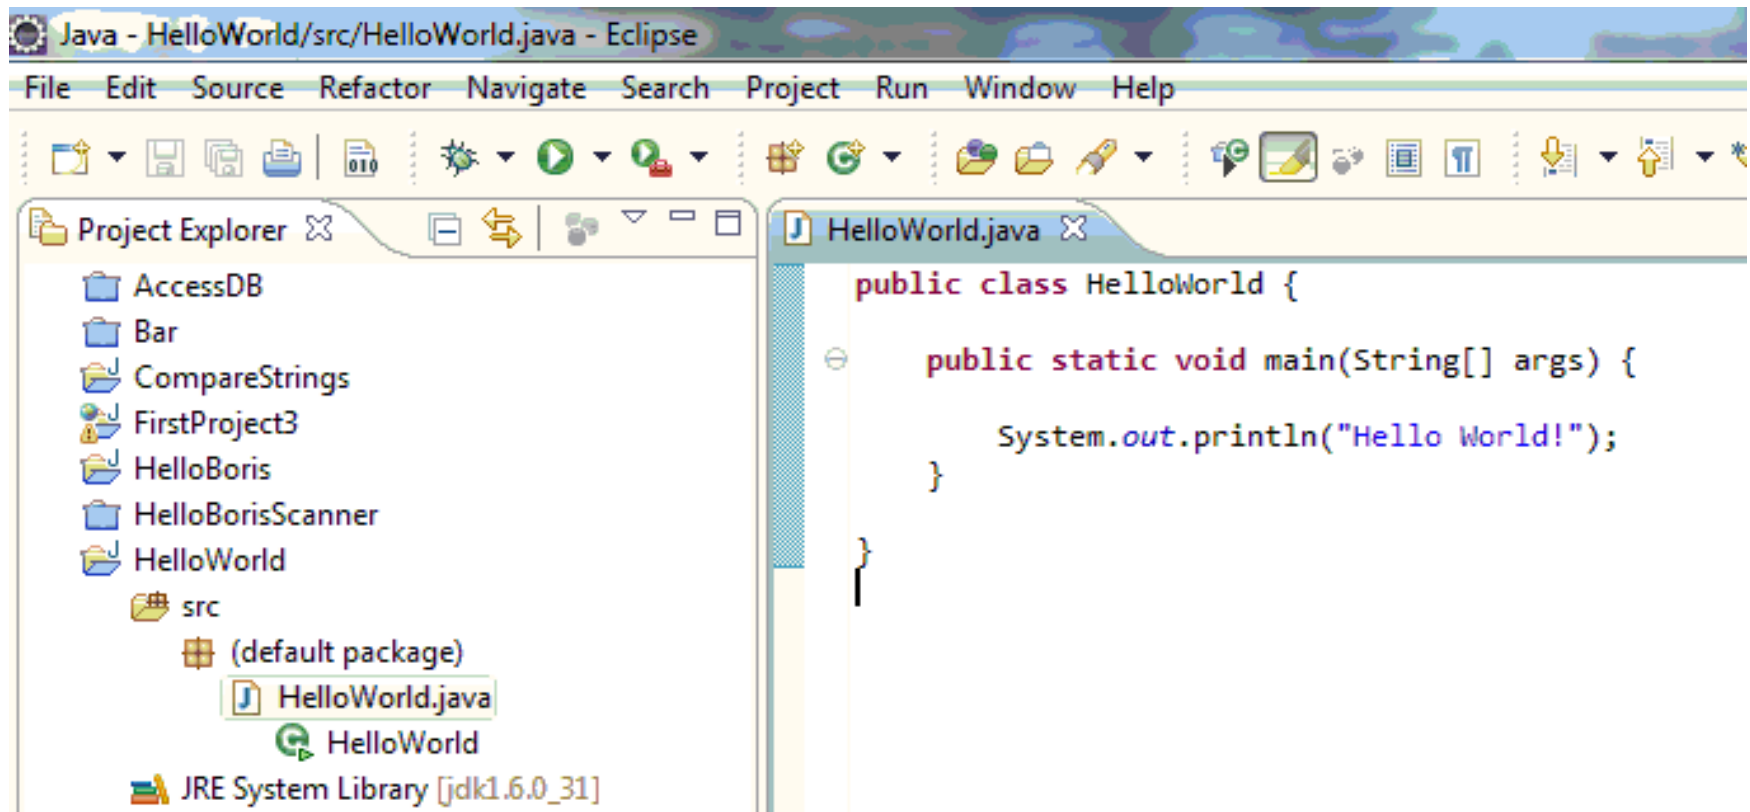 Java - HelloWorld/src/HelloWorld.java - Eclipse
File Edit Source Refactor Navigate Search Project Run Window Help
010
Project Explorer
AccessDB
Bar
CompareStrings
FirstProject3
HelloBoris
HelloBorisScanner
HelloWorld
src
(default package)
HelloWorld.java
HelloWorld
JRE System Library [jdk1.6.0_31]
HelloWorld.java
public class HelloWorld {
public static void main(String[] args) {
System.out.println("Hello World!");
}
}